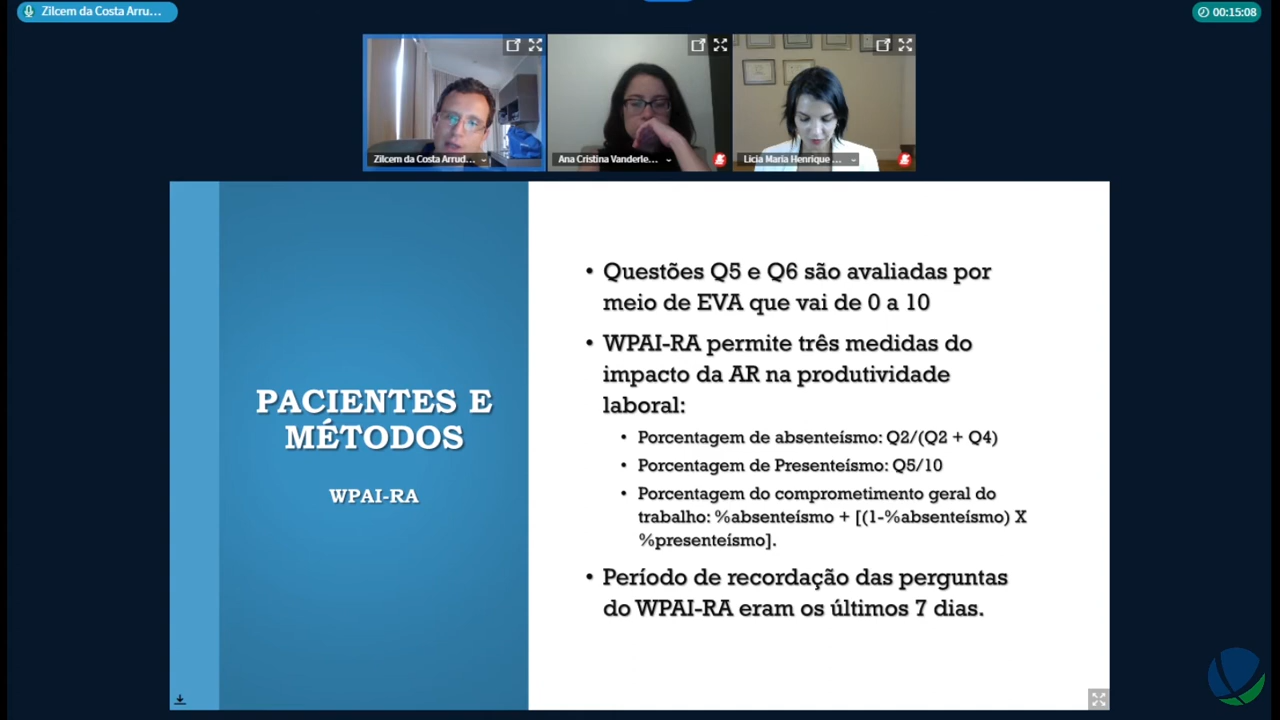 Zilcem da Costa Arru...
00:15:08
Zilcem da Costa Arrud...
Ana Cristina Vanderle...
Licia Maria Henrique ...
PACIENTES E
MÉTODOS
WPAI-RA
• Questões Q5 e Q6 são avaliadas por
meio de EVA que vai de 0 a 10
• WPAI-RA permite três medidas do
impacto da AR na produtividade
laboral:
• Porcentagem de absenteísmo: Q2/(Q2 + Q4)
• Porcentagem de Presenteísmo: Q5/10
• Porcentagem do comprometimento geral do
trabalho: %absenteísmo + [(1-%absenteísmo) X
%presenteísmo].
• Período de recordação das perguntas
do WPAI-RA eram os últimos 7 dias.